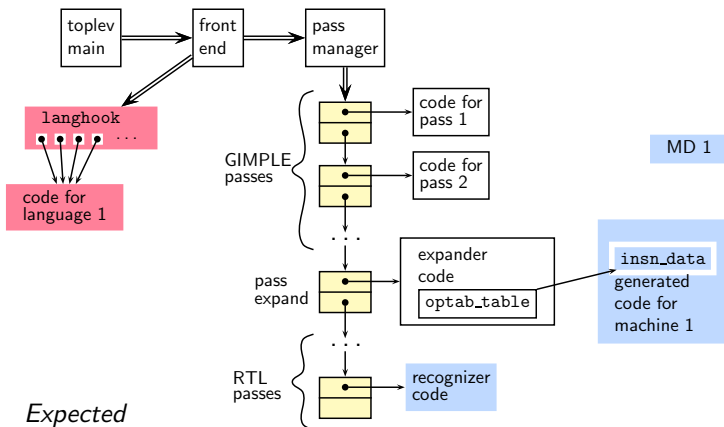 toplev
main
front
end
pass
manager
langhook
. . .
code for
language 1
GIMPLE
passes
code for
pass 1
code for
pass 2
MD 1
. . .
pass
expand
expander
code
optab_table
insn_data
generated
code for
machine 1
. . .
RTL
passes
recognizer
code
Expected